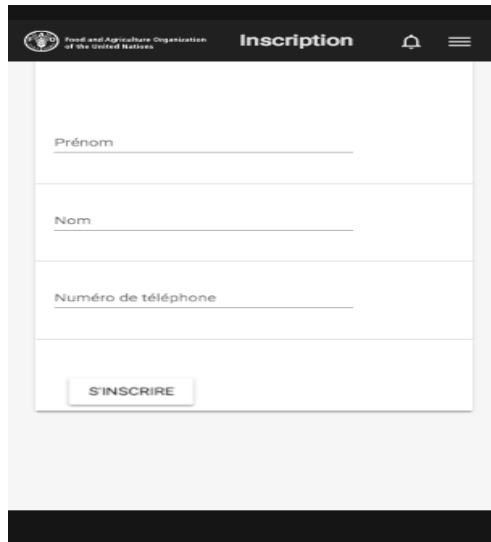 Food and Agriculture Organization
of the United Nations
Inscription
Prénom
Nom
Numéro de téléphone
S'INSCRIRE